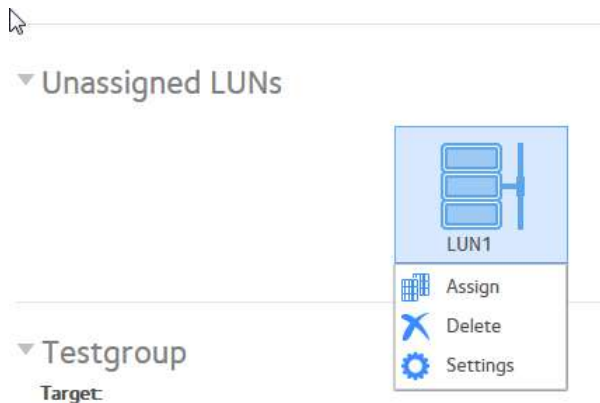 Unassigned LUNs
LUN1
Assign
Delete
Settings
Testgroup
Target: